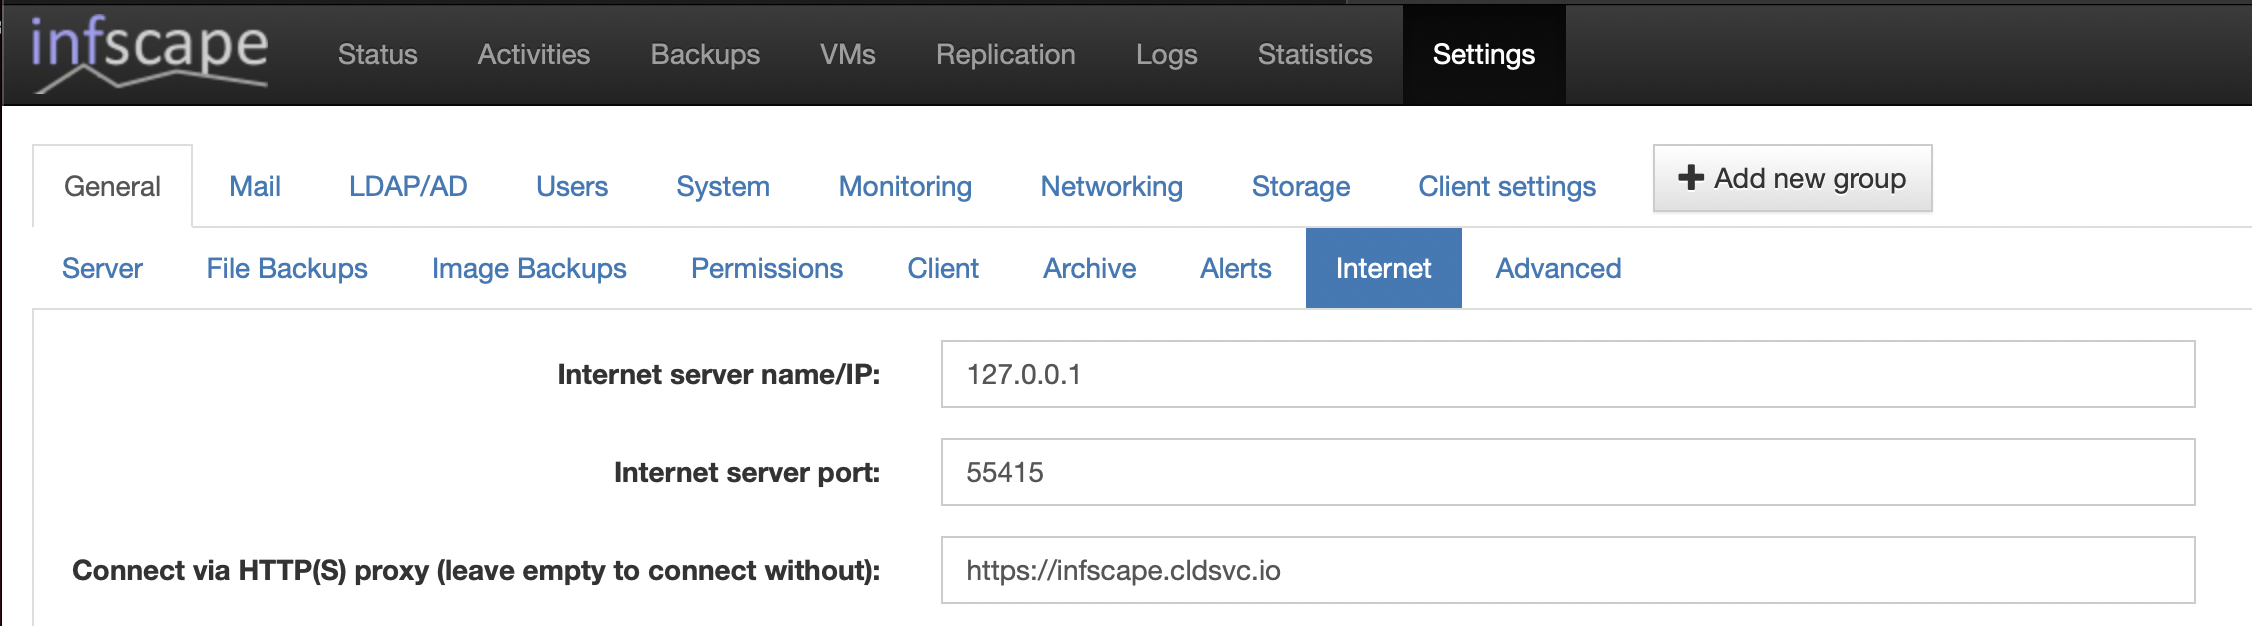 infscape Status Activities Backups VMs Replication Logs Statistics Settings
General Mail LDAP/AD Users System Monitoring Networking Storage Client settings Add new group
Server File Backups Image Backups Permissions Client Archive Alerts Internet Advanced
Internet server name/IP: 127.0.0.1
Internet server port: 55415
Connect via HTTP(S) proxy (leave empty to connect without): https://infscape.cldsvc.io